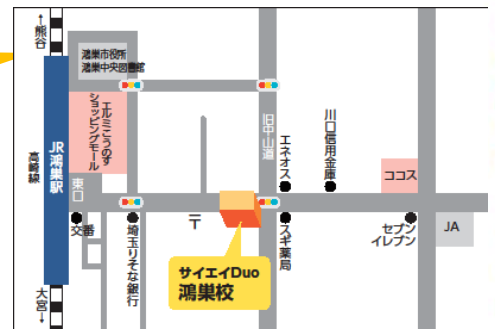 ←熊谷
鴻巣市役所
鴻巣中央図書館
エルミこうのす
ショッピングモール
JR鴻巣駅
高崎線
東口
旧中山道
エネオス
川口信用金庫
ココス
交番
埼玉りそな銀行
〒
スギ薬局
セブン
イレブン
JA
サイエイDuo
鴻巣校
大宮→